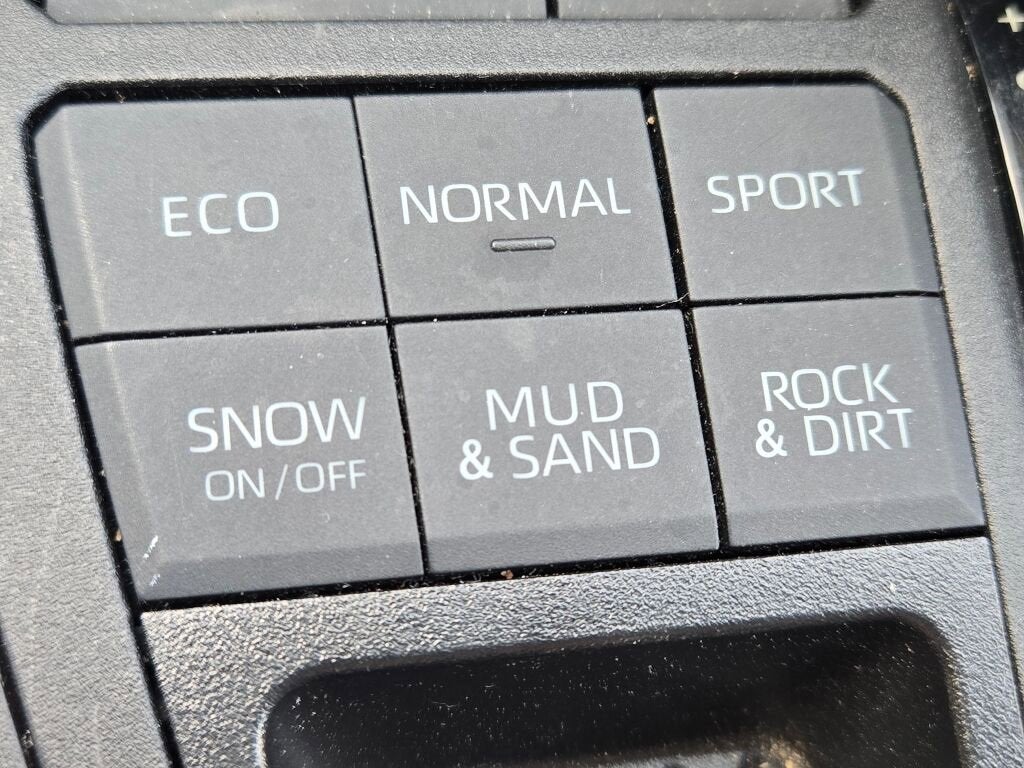 ECO
NORMAL
SPORT
SNOW
ON/OFF
MUD
& SAND
ROCK
& DIRT